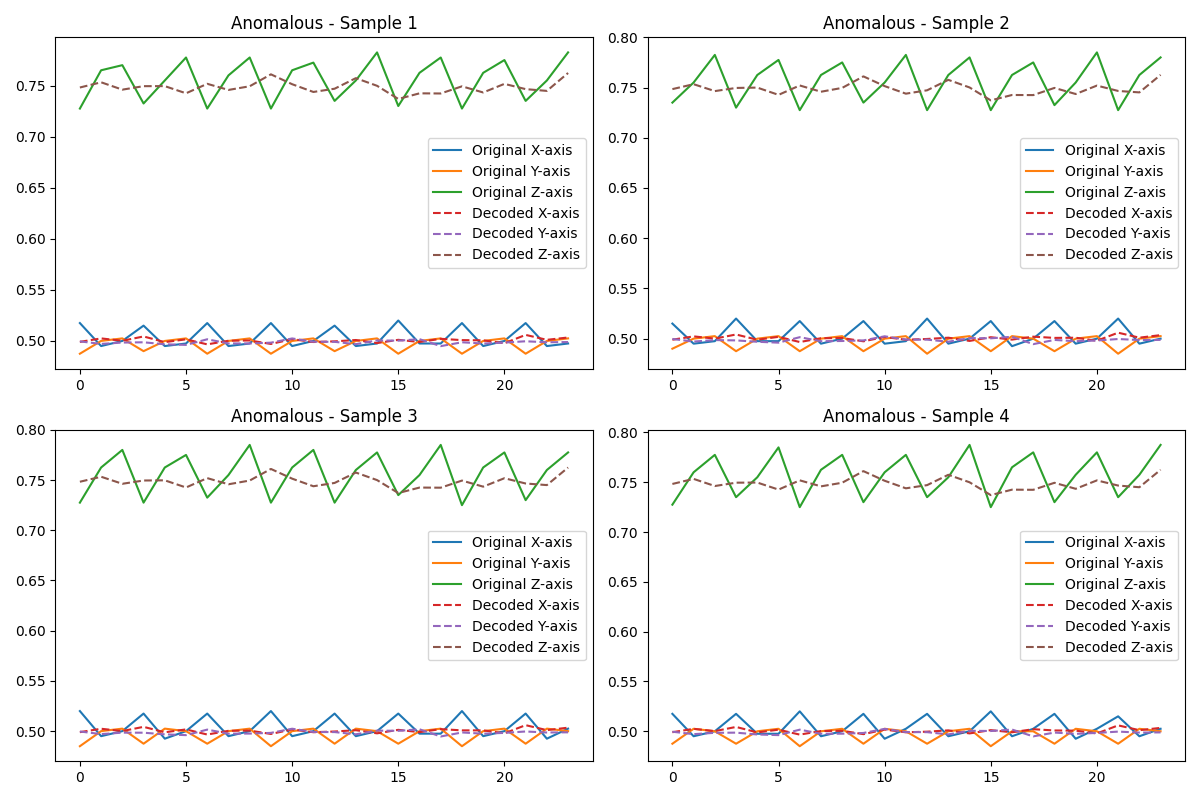 Anomalous - Sample 1
0.75
0.70
0.65
0.60
0.55
0.50
0
5
10
15
20
Original X-axis
Original Y-axis
Original Z-axis
Decoded X-axis
Decoded Y-axis
Decoded Z-axis
Anomalous - Sample 2
0.80
0.75
0.70
0.65
0.60
0.55
0.50
0
5
10
15
20
Original X-axis
Original Y-axis
Original Z-axis
Decoded X-axis
Decoded Y-axis
Decoded Z-axis
Anomalous - Sample 3
0.80
0.75
0.70
0.65
0.60
0.55
0.50
0
5
10
15
20
Original X-axis
Original Y-axis
Original Z-axis
Decoded X-axis
Decoded Y-axis
Decoded Z-axis
Anomalous - Sample 4
0.80
0.75
0.70
0.65
0.60
0.55
0.50
0
5
10
15
20
Original X-axis
Original Y-axis
Original Z-axis
Decoded X-axis
Decoded Y-axis
Decoded Z-axis